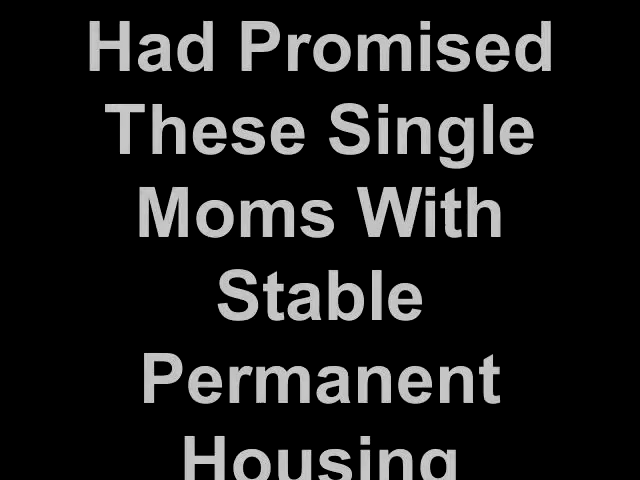 Had Promised
These Single
Moms With
Stable
Permanent
Housing